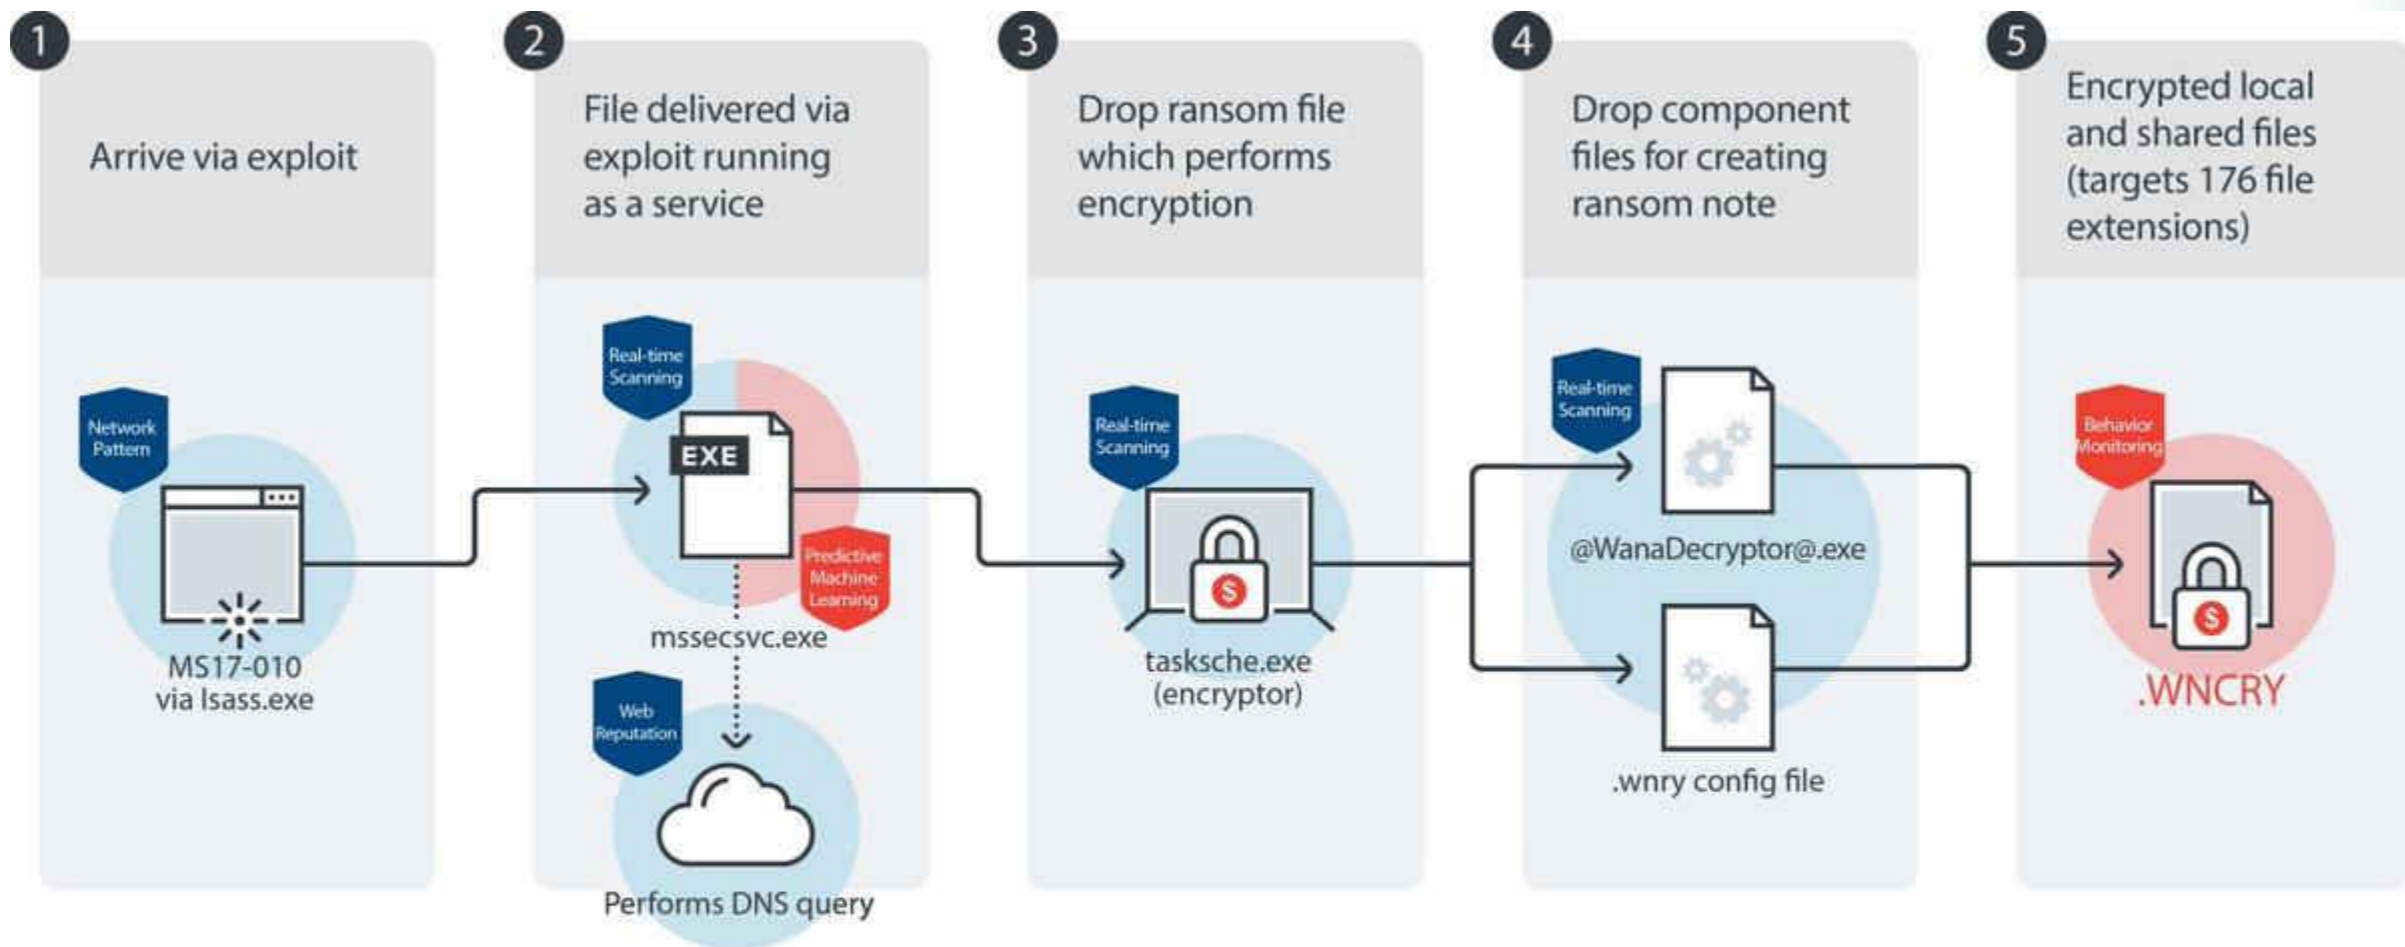 1
Arrive via exploit
Network
Pattern
MS17-010
via lsass.exe
2
File delivered via
exploit running
as a service
Real-time
Scanning
EXE
Predictive
Machine
Learning
mssecsvc.exe
Web
Reputation
Performs DNS query
3
Drop ransom file
which performs
encryption
Real-time
Scanning
$
tasksche.exe
(encryptor)
4
Drop component
files for creating
ransom note
Real-time
Scanning
@WanaDecryptor@.exe
.wnry config file
5
Encrypted local
and shared files
(targets 176 file
extensions)
Behavior
Monitoring
$
.WNCRY